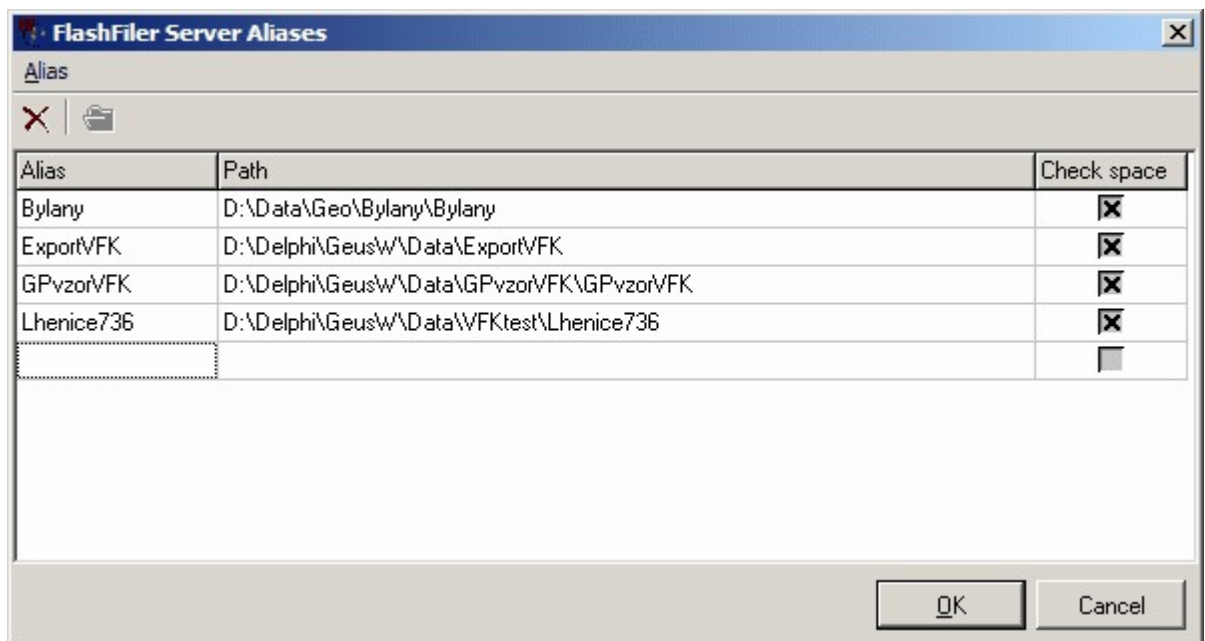 FlashFiler Server Aliases
Alias
Alias Path Check space
Bylany D:\Data\Geo\Bylany\Bylany
ExportVFK D:\Delphi\GeusW\Data\ExportVFK
GPvzorVFK D:\Delphi\GeusW\Data\GPvzorVFK\GPvzorVFK
Lhenice736 D:\Delphi\GeusW\Data\VFKtest\Lhenice736
OK Cancel